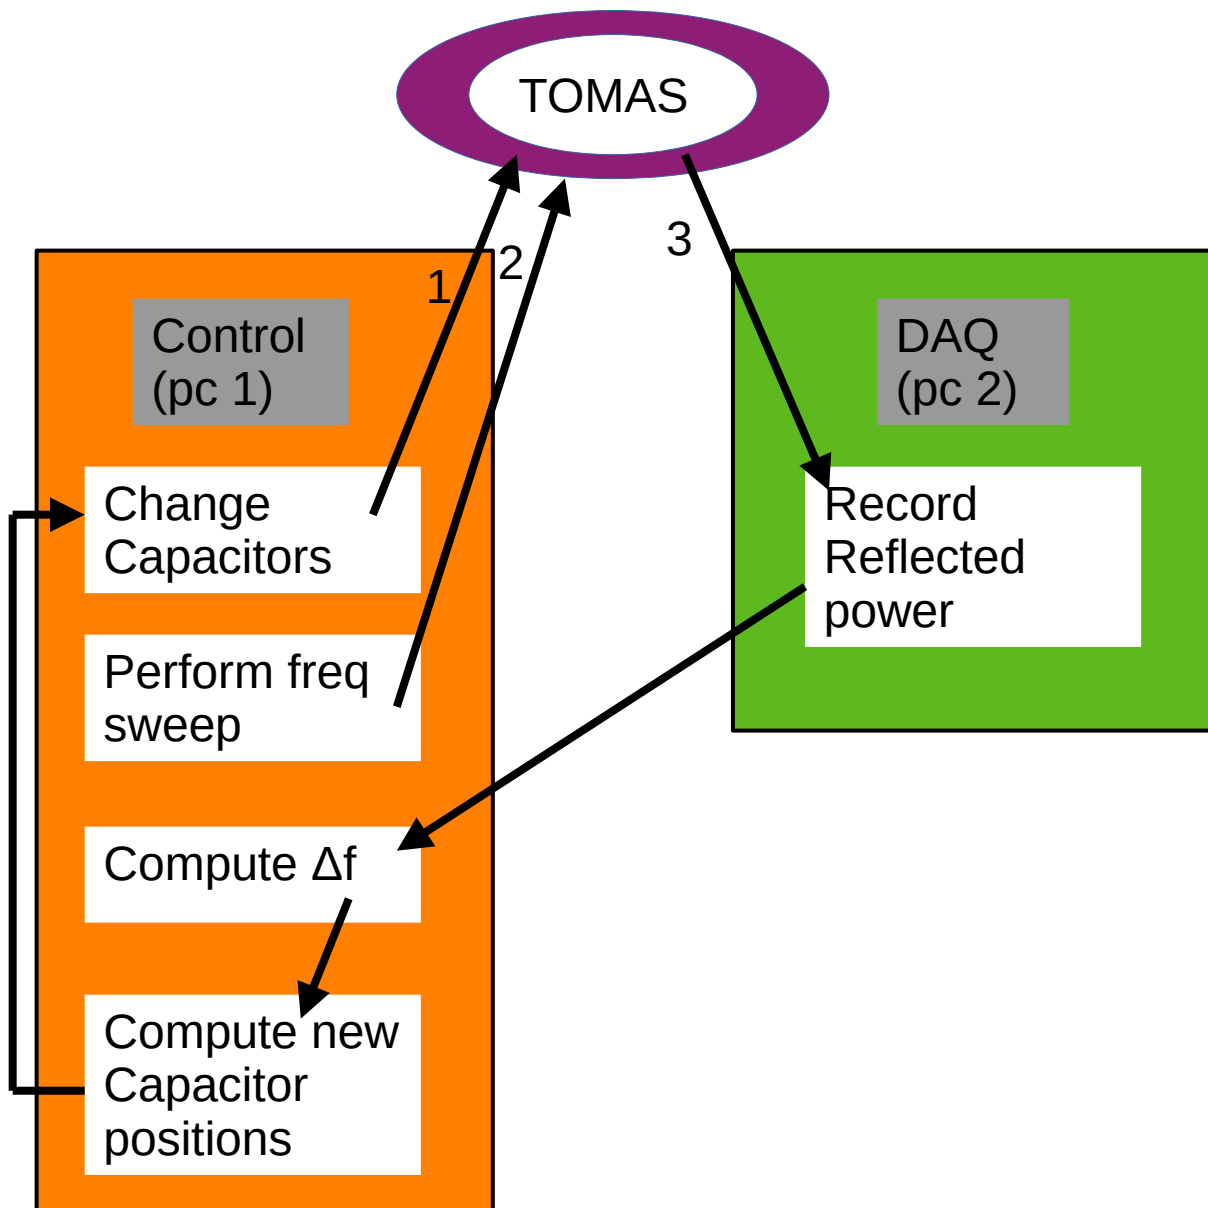 TOMAS
1
2
3
Control
(pc 1)
Change
Capacitors
Perform freq
sweep
Compute Δf
Compute new
Capacitor
positions
DAQ
(pc 2)
Record
Reflected
power